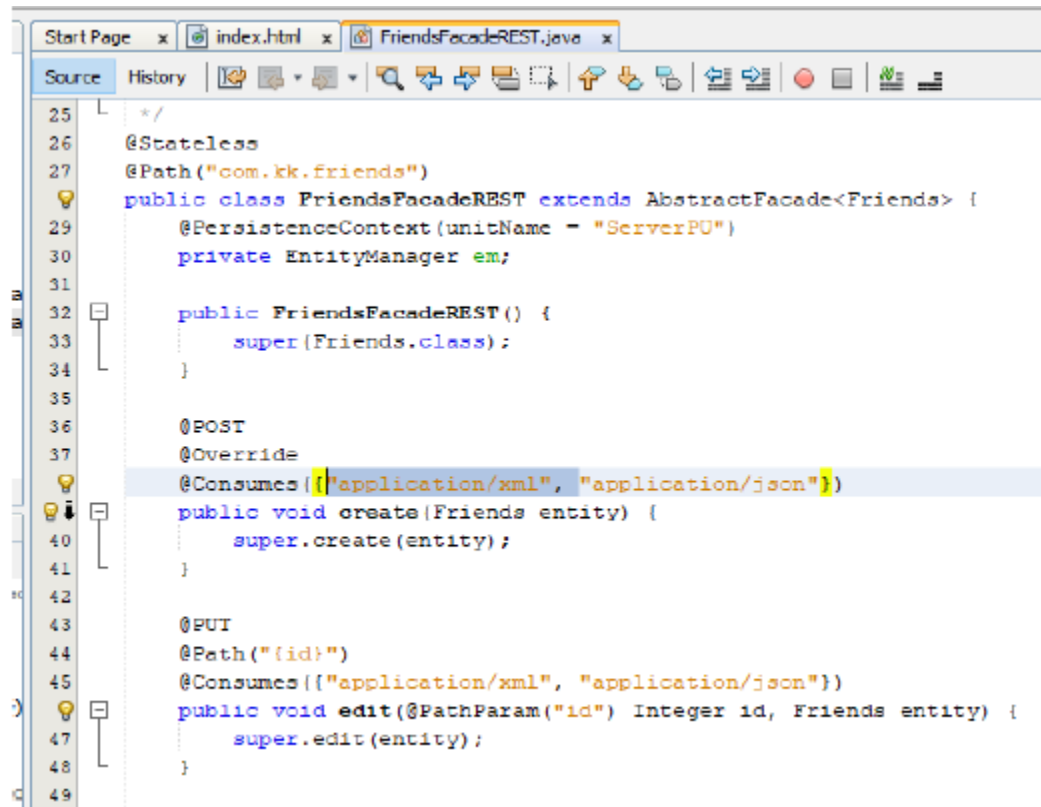 Start Page x index.html x FriendsFacadeREST.java x
Source History
25 */
26 @Stateless
27 @Path("com.kk.friends")
public class FriendsFacadeREST extends AbstractFacade<Friends> {
29 @PersistenceContext(unitName = "ServerPU")
30 private EntityManager em;
31
32 public FriendsFacadeREST() {
33 super(Friends.class);
34 }
35
36 @POST
37 @Override
@Consumes({"application/xml", "application/json"})
public void create(Friends entity) {
40 super.create(entity);
41 }
42
43 @PUT
44 @Path("{id}")
45 @Consumes({"application/xml", "application/json"})
public void edit(@PathParam("id") Integer id, Friends entity) {
47 super.edit(entity);
48 }
49